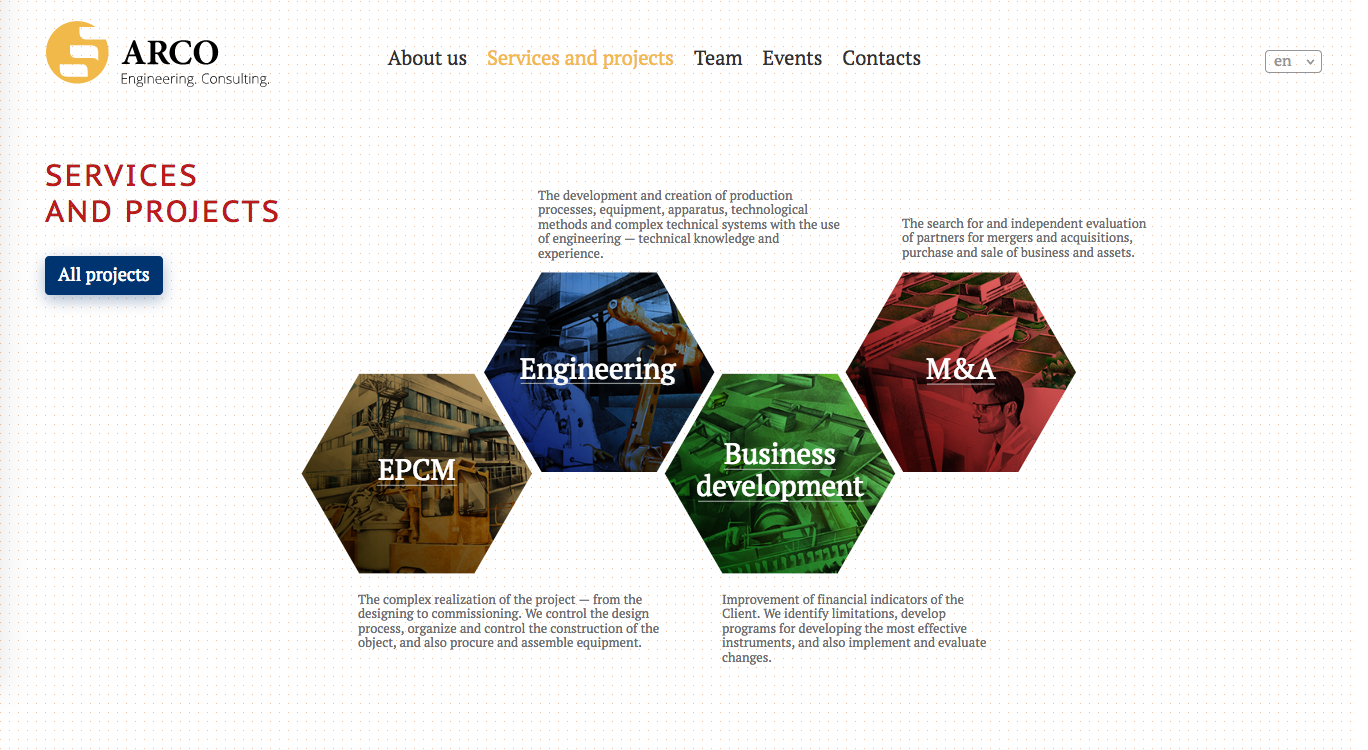 ARCO
Engineering. Consulting.
About us
Services and projects
Team
Events
Contacts
en
SERVICES
AND PROJECTS
All projects
The development and creation of production
processes, equipment, apparatus, technological
methods and complex technical systems with the use
of engineering — technical knowledge and
experience.
The search for and independent evaluation
of partners for mergers and acquisitions,
purchase and sale of business and assets.
Engineering
M&A
EPCM
Business
development
The complex realization of the project — from the
designing to commissioning. We control the design
process, organize and control the construction of the
object, and also procure and assemble equipment.
Improvement of financial indicators of the
Client. We identify limitations, develop
programs for developing the most effective
instruments, and also implement and evaluate
changes.